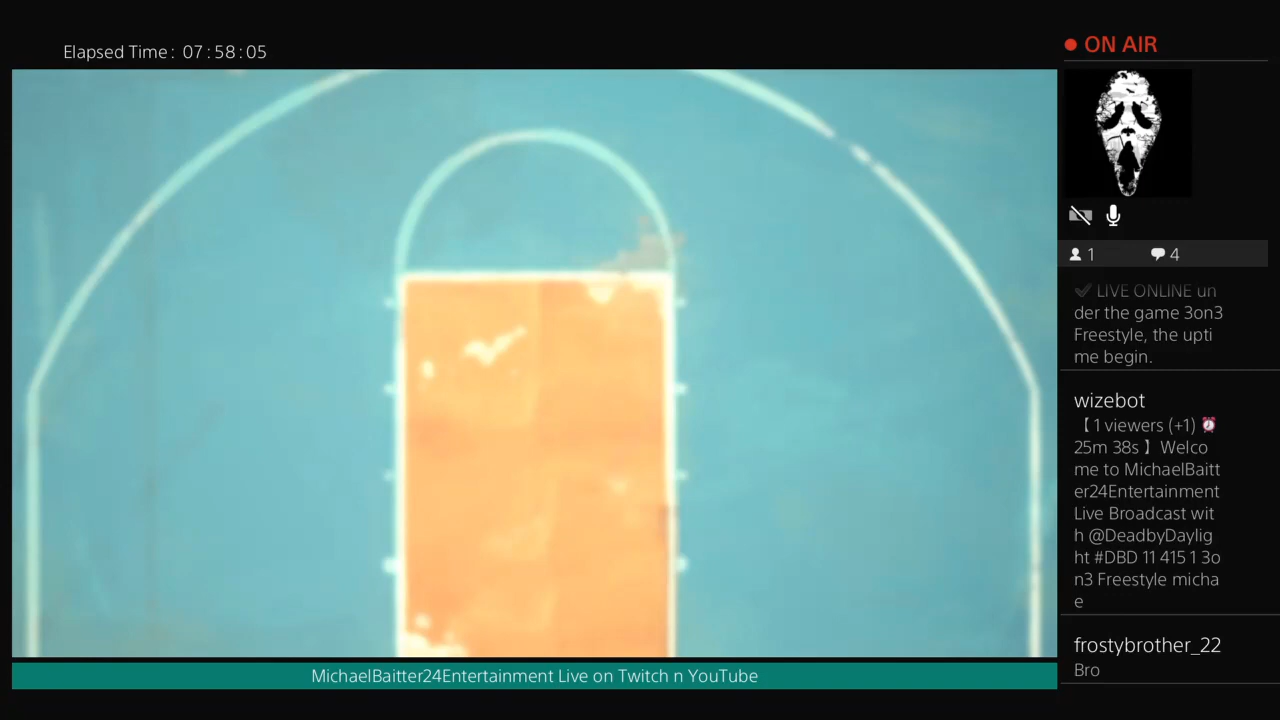 Elapsed Time: 07:58:05
ON AIR
1 4
LIVE ONLINE un
der the game 3on3
Freestyle, the upti
me begin.
wizebot
【1 viewers (+1) ⏰
25m 38s 】Welco
me to MichaelBaitt
er24Entertainment
Live Broadcast wit
h @DeadbyDaylig
ht #DBD 11 415 1 3o
n3 Freestyle micha
e
frostybrother_22
Bro
MichaelBaitter24Entertainment Live on Twitch n YouTube